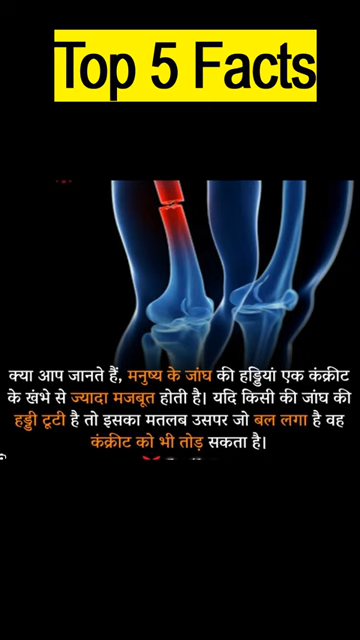 Top 5 Facts
क्या आप जानते हैं, मनुष्य के जांघ की हड्डियां एक कंक्रीट
के खंभे से ज्यादा मजबूत होती है। यदि किसी की जांघ की
हड्डी टूटी है तो इसका मतलब उसपर जो बल लगा है वह
कंक्रीट को भी तोड़ सकता है।